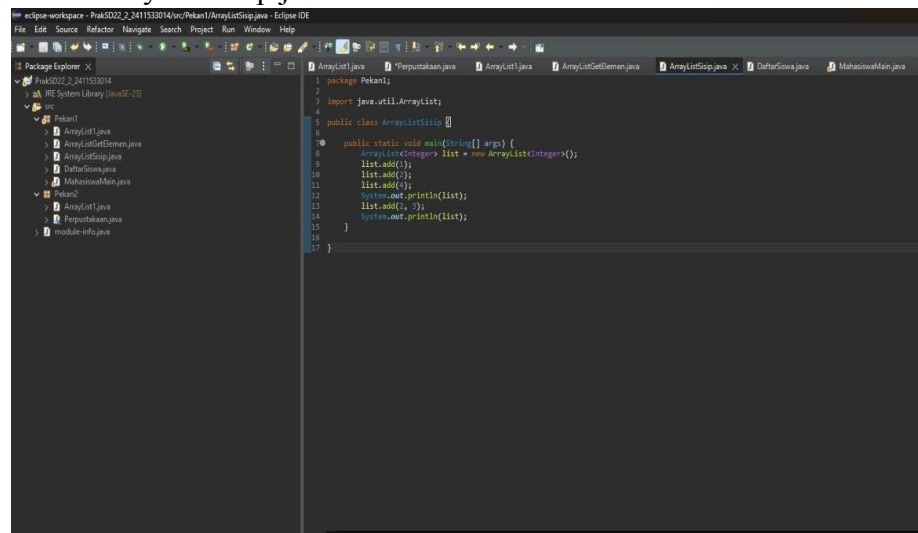 eclipse-workspace - PrakSD22_2_2411533014/src/Pekan1/ArrayListSisip.java - Eclipse IDE
File Edit Source Refactor Navigate Search Project Run Window Help
Package Explorer
ArrayList1.java *Perpustakaan.java ArrayList1.java ArrayListGetElemen.java ArrayListSisip.java DaftarSiswa.java MahasiswaMain.java
PrakSD22_2_2411533014
JRE System Library [JavaSE-23]
src
Pekan1
ArrayList1.java
ArrayListGetElemen.java
ArrayListSisip.java
DaftarSiswa.java
MahasiswaMain.java
Pekan2
ArrayList1.java
Perpustakaan.java
module-info.java
1 package Pekan1;
2
3 import java.util.ArrayList;
4
5 public class ArrayListSisip {
6
7 public static void main(String[] args) {
8 ArrayList<Integer> list = new ArrayList<Integer>();
9 list.add(1);
10 list.add(2);
11 list.add(4);
12 System.out.println(list);
13 list.add(2, 3);
14 System.out.println(list);
15 }
16
17 }